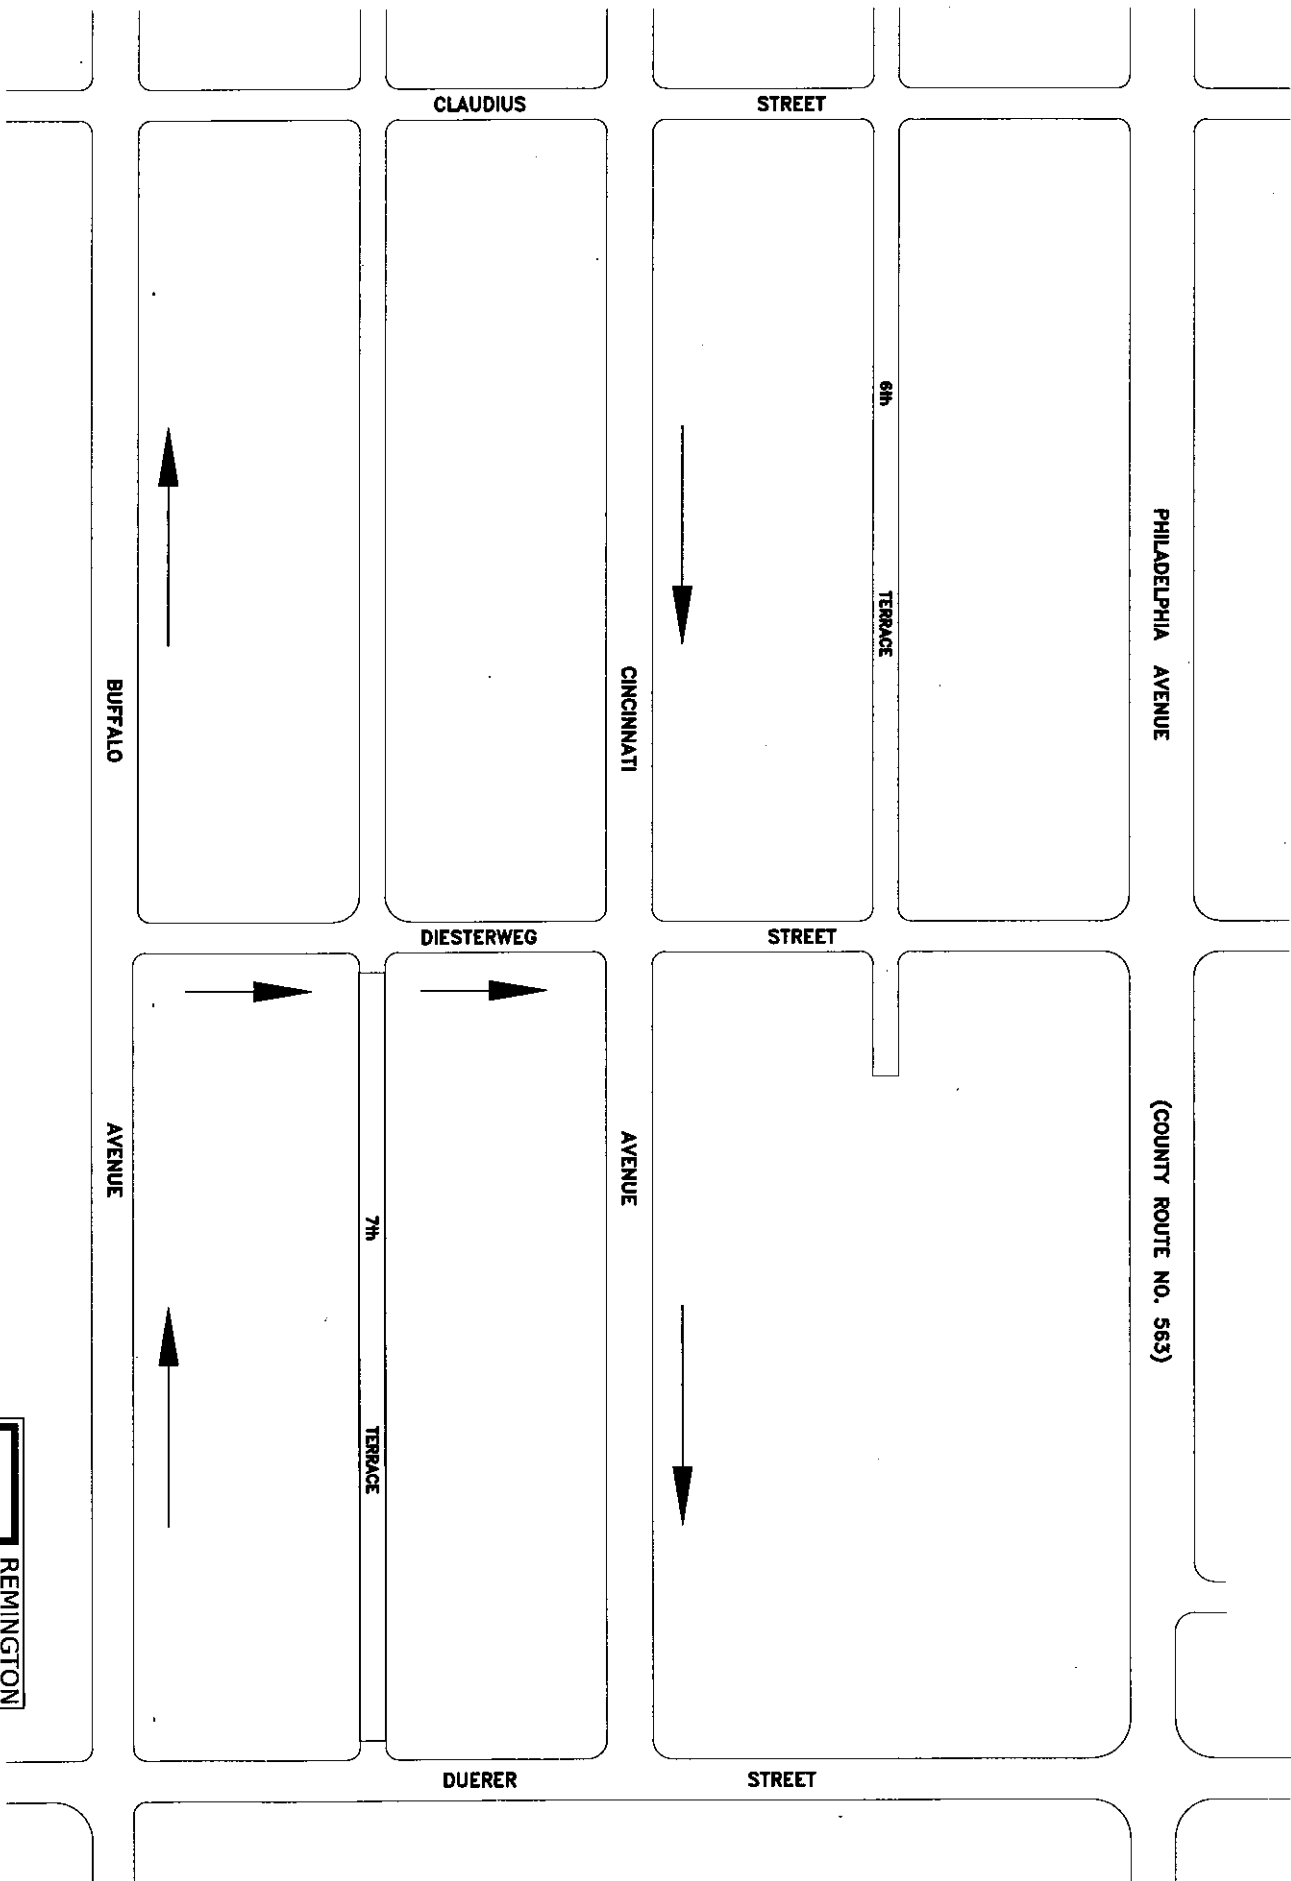 CLAUDIUS STREET
6th TERRACE
PHILADELPHIA AVENUE
BUFFALO AVENUE
CINCINNATI AVENUE
DIESTERWEG STREET
(COUNTY ROUTE NO. 563)
7th TERRACE
REMINGTON
DUERER STREET